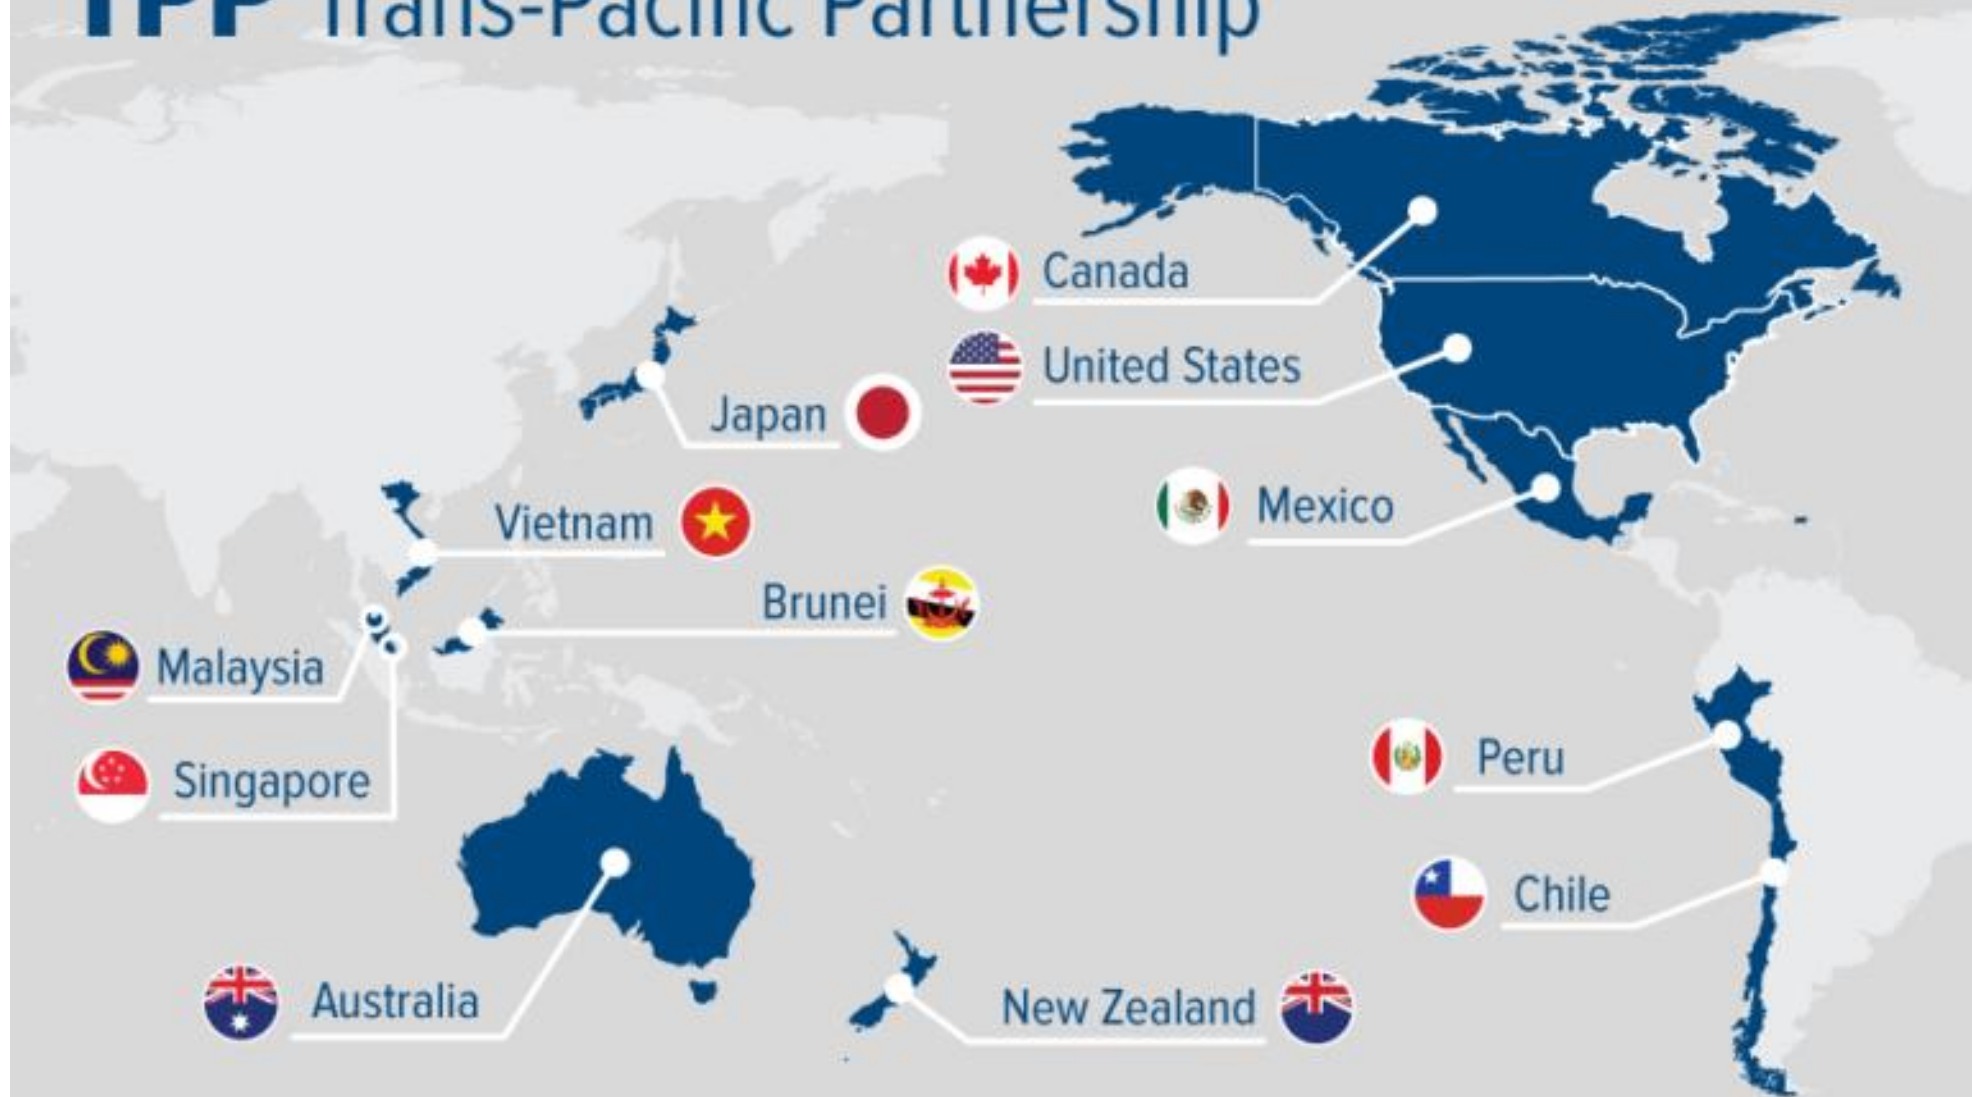 TPP Trans-Pacific Partnership
Canada
United States
Japan
Mexico
Vietnam
Brunei
Malaysia
Peru
Singapore
Chile
Australia
New Zealand